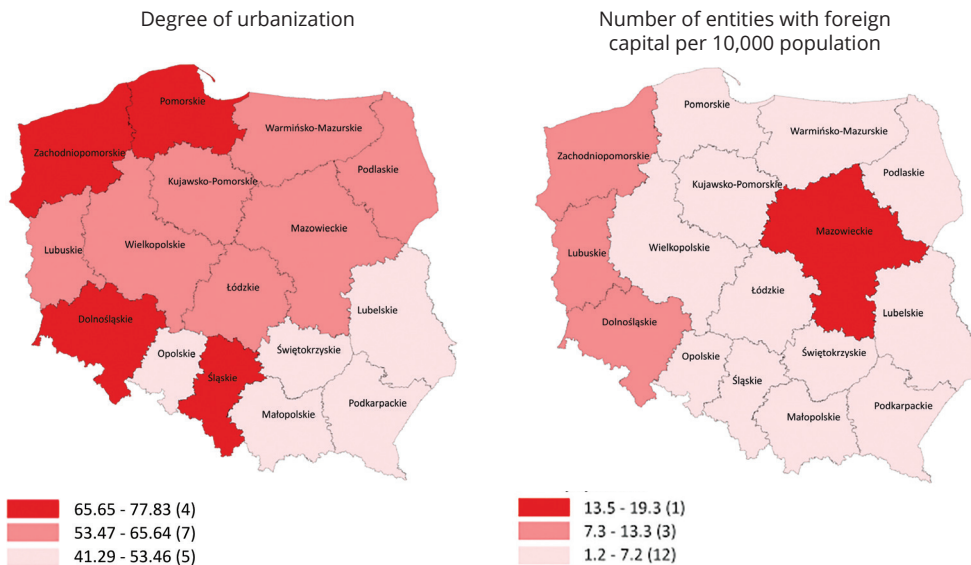 Degree of urbanization
Pomorskie
Warmińsko-Mazurskie
Zachodniopomorskie
Podlaskie
Kujawsko-Pomorskie
Mazowieckie
Lubuskie
Wielkopolskie
Łódzkie
Lubelskie
Dolnośląskie
Świętokrzyskie
Opolskie
Śląskie
Podkarpackie
Małopolskie
65.65 - 77.83 (4)
53.47 - 65.64 (7)
41.29 - 53.46 (5)
Number of entities with foreign
capital per 10,000 population
Pomorskie
Warmińsko-Mazurskie
Zachodniopomorskie
Podlaskie
Kujawsko-Pomorskie
Mazowieckie
Wielkopolskie
Lubuskie
Łódzkie
Lubelskie
Dolnośląskie
Świętokrzyskie
Opolskie
Śląskie
Podkarpackie
Małopolskie
13.5 - 19.3 (1)
7.3 - 13.3 (3)
1.2 - 7.2 (12)